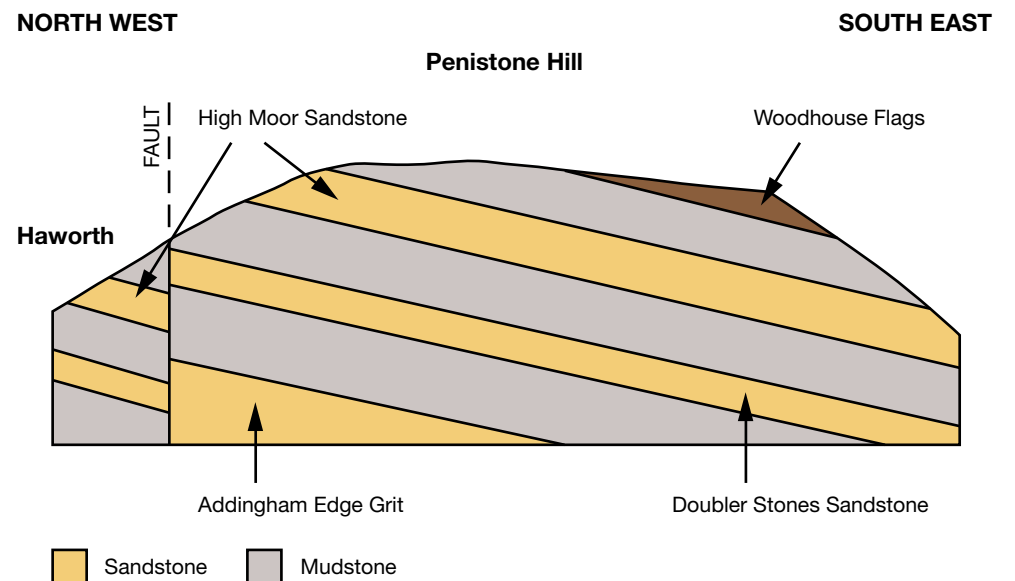 NORTH WEST
SOUTH EAST
Penistone Hill
FAULT
High Moor Sandstone
Woodhouse Flags
Haworth
Addingham Edge Grit
Doubler Stones Sandstone
Sandstone
Mudstone